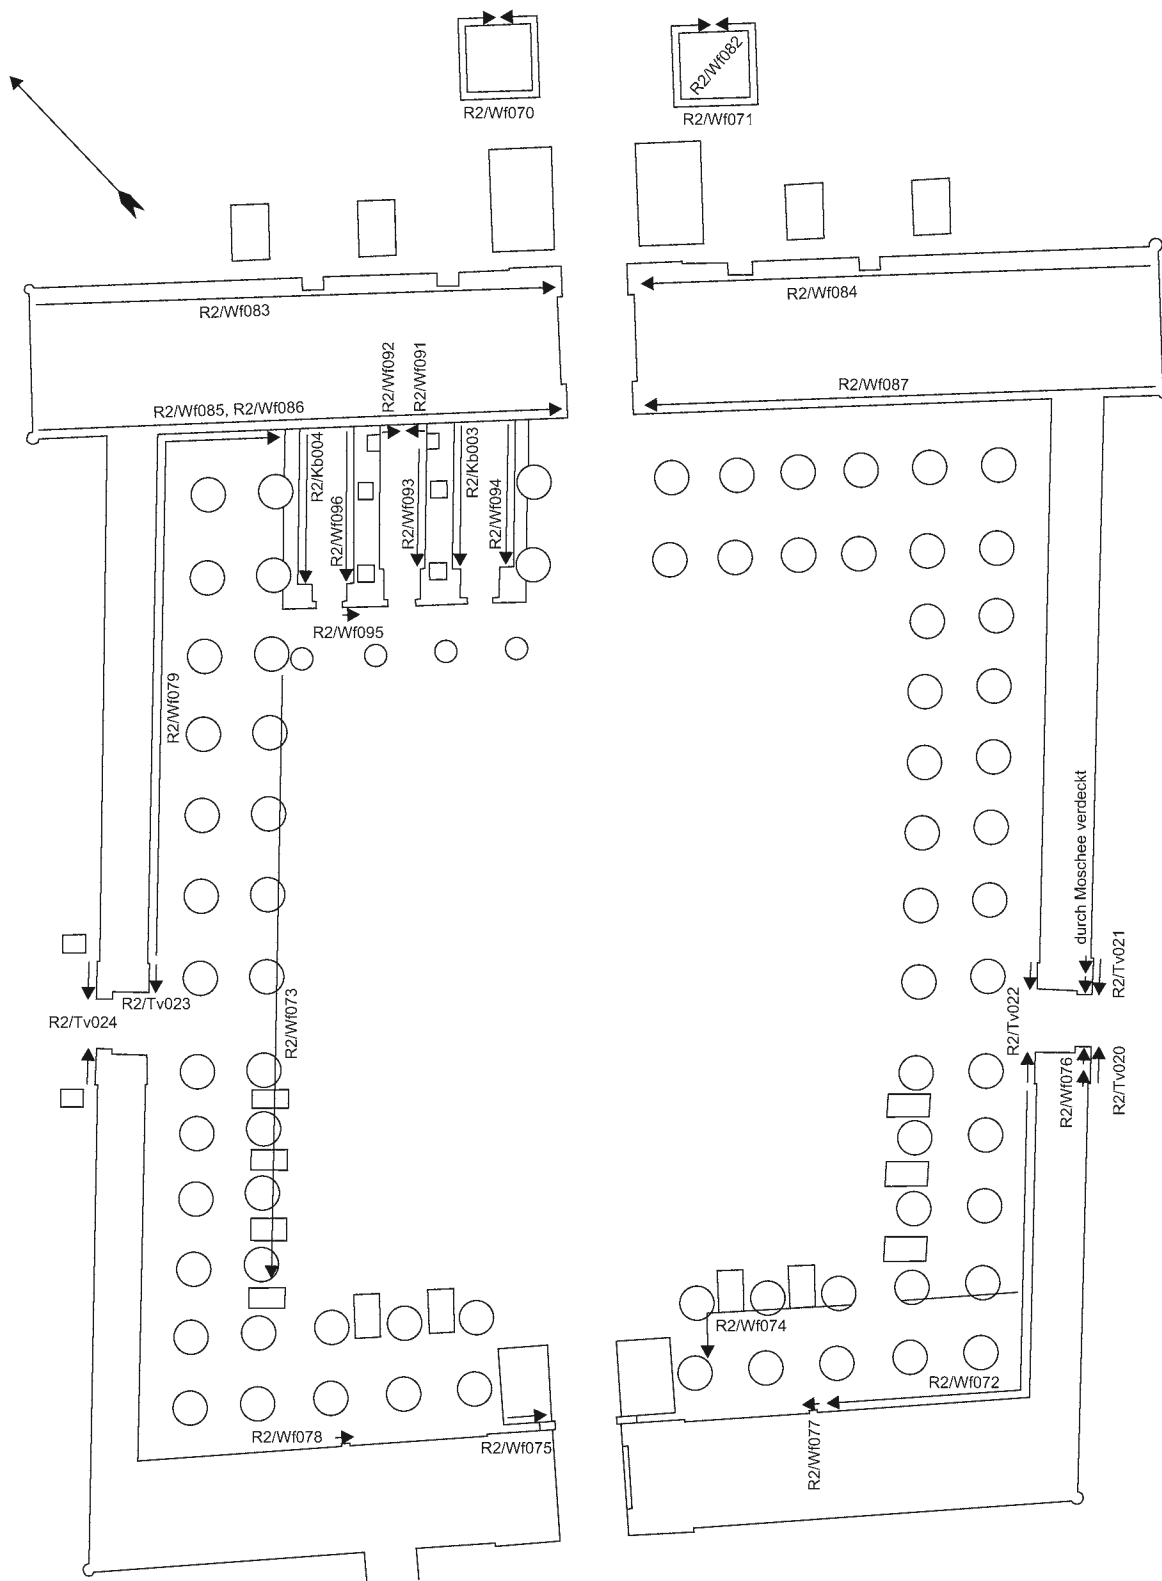 R2/Wf082
R2/Wf070
R2/Wf071
R2/Wf083
R2/Wf084
R2/Wf092
R2/Wf091
R2/Wf087
R2/Wf085, R2/Wf086
R2/Kb004
R2/Wf096
R2/Wf093
R2/Kb003
R2/Wf094
R2/Wf095
R2/Wf079
durch Moschee verdeckt
R2/Tv023
R2/Tv024
R2/Wf073
R2/Tv022
R2/Tv021
R2/Wf076
R2/Tv020
R2/Wf074
R2/Wf072
R2/Wf078
R2/Wf075
R2/Wf077